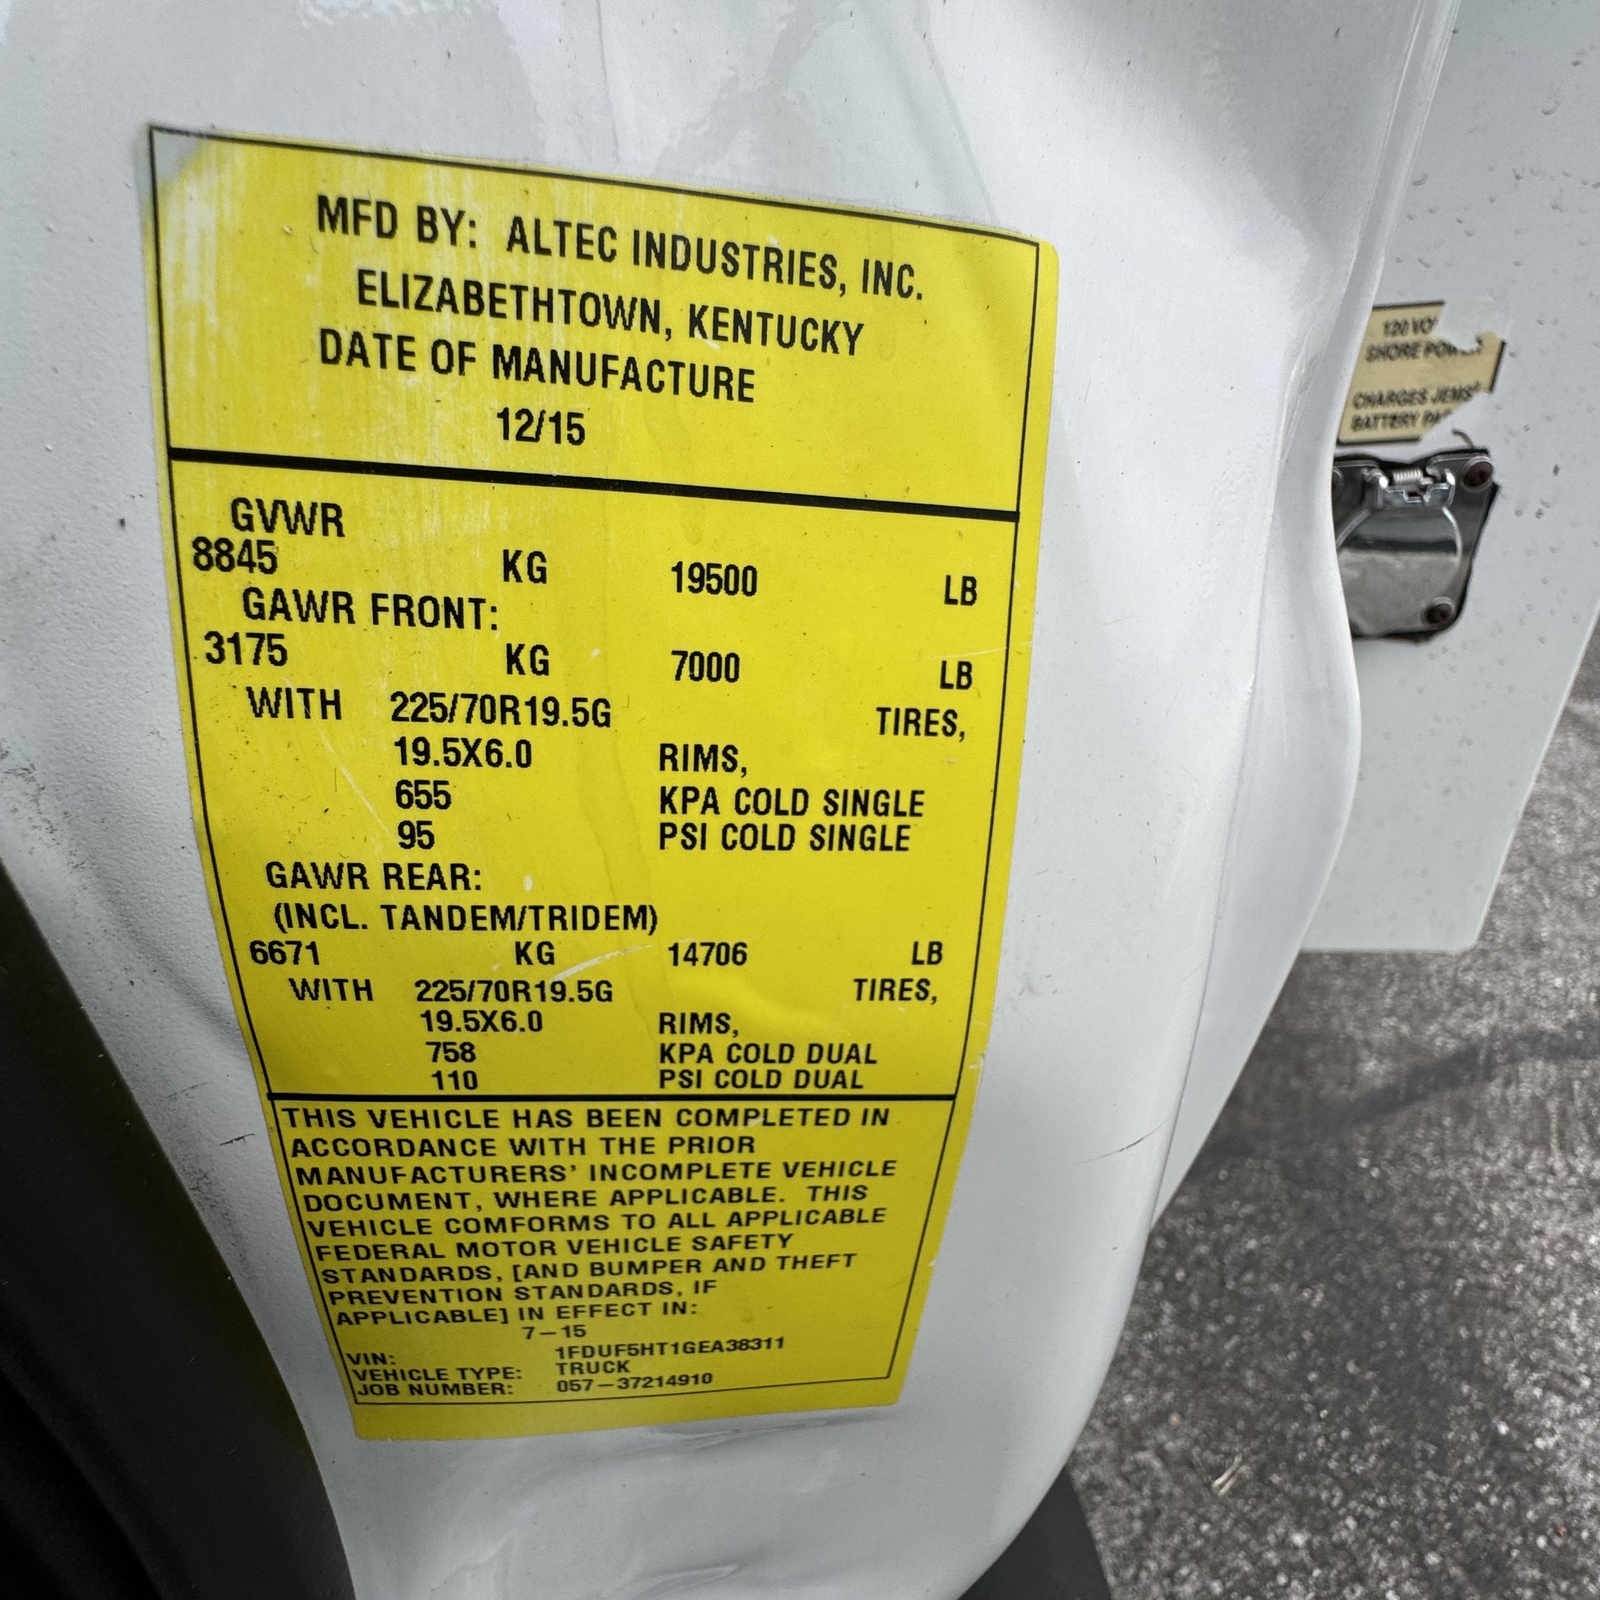 MFD BY: ALTEC INDUSTRIES, INC.
ELIZABETHTOWN, KENTUCKY
DATE OF MANUFACTURE
12/15
GVWR
8845 KG 19500 LB
GAWR FRONT:
3175 KG 7000 LB
WITH 225/70R19.5G TIRES,
19.5X6.0 RIMS,
655 KPA COLD SINGLE
95 PSI COLD SINGLE
GAWR REAR:
(INCL. TANDEM/TRIDEM)
6671 KG 14706 LB
WITH 225/70R19.5G TIRES,
19.5X6.0 RIMS,
758 KPA COLD DUAL
110 PSI COLD DUAL
THIS VEHICLE HAS BEEN COMPLETED IN
ACCORDANCE WITH THE PRIOR
MANUFACTURERS' INCOMPLETE VEHICLE
DOCUMENT, WHERE APPLICABLE. THIS
VEHICLE COMFORMS TO ALL APPLICABLE
FEDERAL MOTOR VEHICLE SAFETY
STANDARDS, [AND BUMPER AND THEFT
PREVENTION STANDARDS, IF
APPLICABLE] IN EFFECT IN:
7-15
VIN: 1FDUF5HT1GEA38311
VEHICLE TYPE: TRUCK
JOB NUMBER: 057-37214910
120 VO
SHORE POW
CHARGES JEMS
BATTERY PA